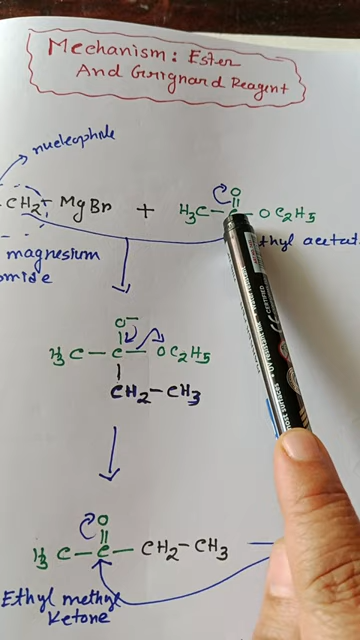 Mechanism: Ester
And Grignard Reagent
nucleophile
CH2 – MgBr + H3C – C – OC2H5
O
magnesium
thyl acetat
omide
O–
H3C – C – OC2H5
CH2–CH3
O
H3C – C – CH2–CH3
Ethyl methyl
Ketone